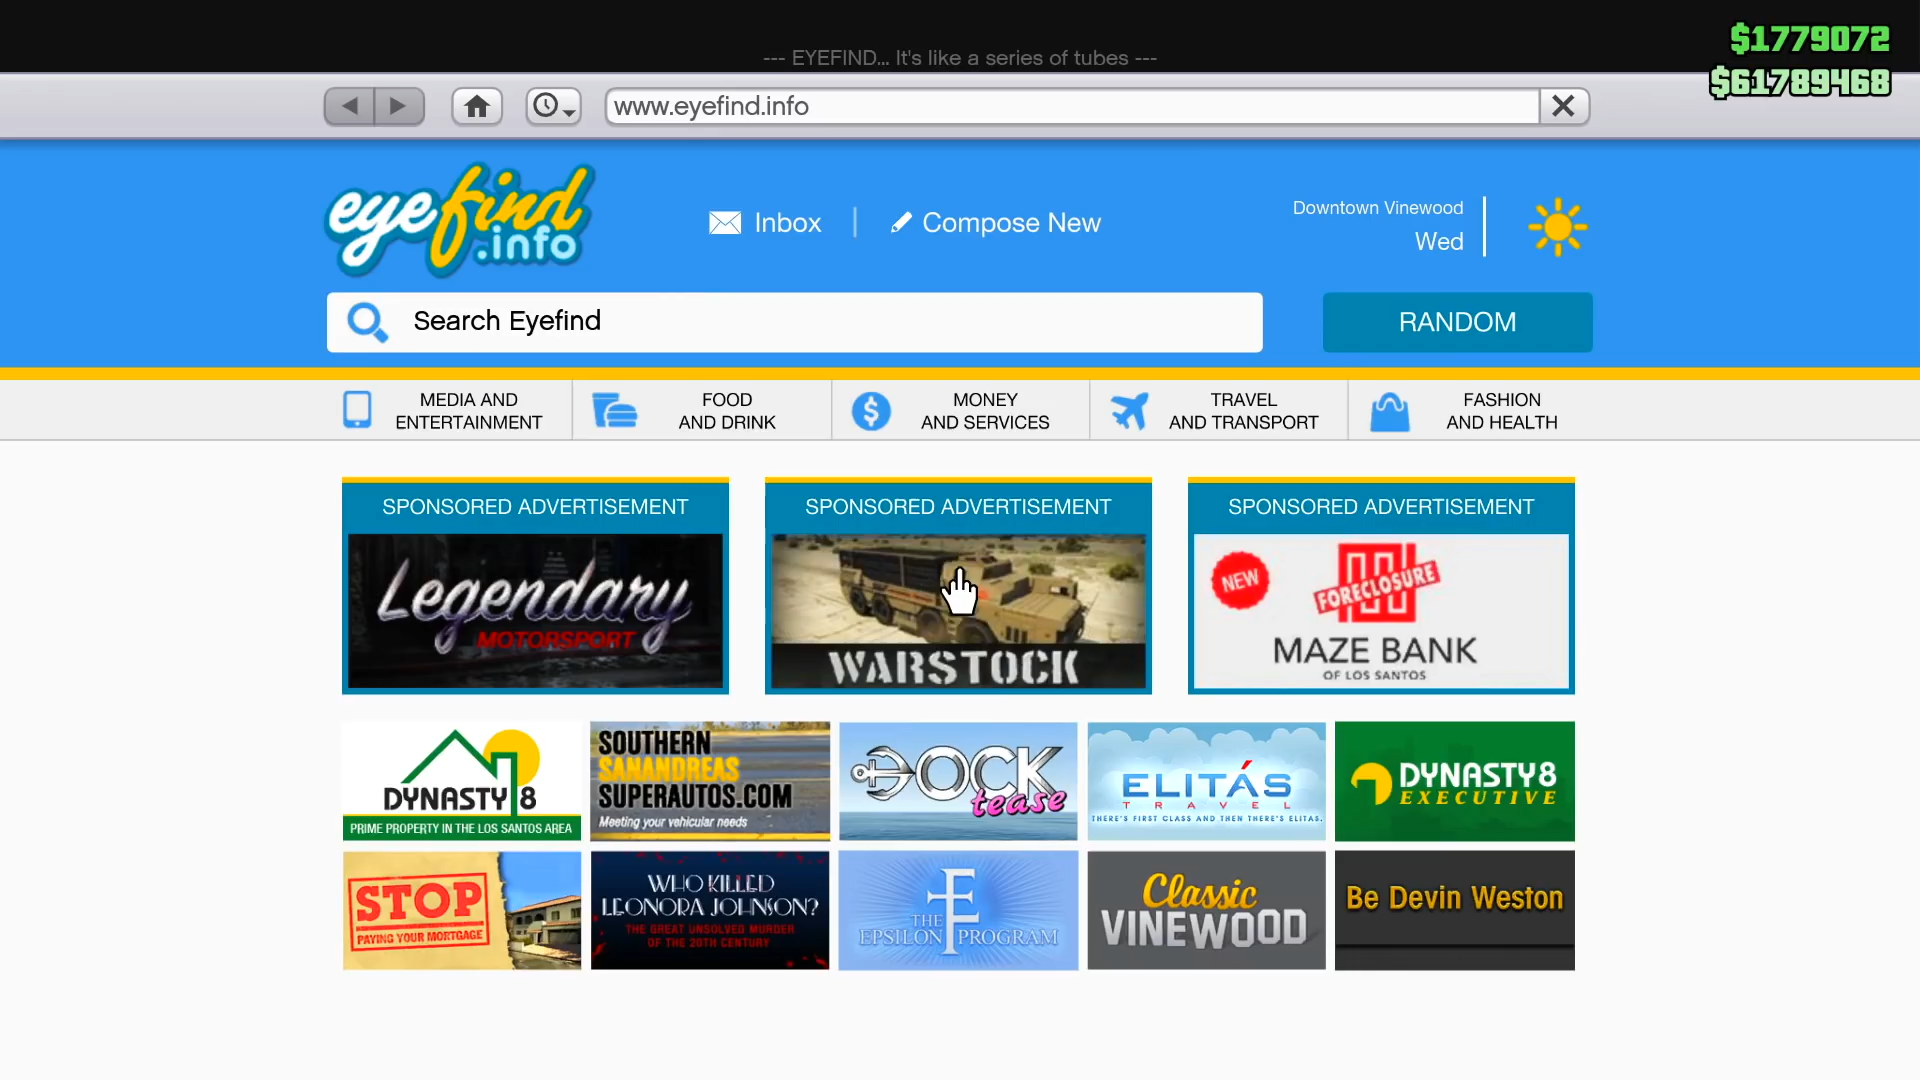 $1779072
--- EYEFIND... It's like a series of tubes ---
$61789468
www.eyefind.info
eyefind
.info
Inbox
Compose New
Downtown Vinewood
Wed
Search Eyefind
RANDOM
MEDIA AND
ENTERTAINMENT
FOOD
AND DRINK
MONEY
AND SERVICES
TRAVEL
AND TRANSPORT
FASHION
AND HEALTH
SPONSORED ADVERTISEMENT
Legendary
MOTORSPORT
SPONSORED ADVERTISEMENT
WARSTOCK
SPONSORED ADVERTISEMENT
NEW
FORECLOSURE
MAZE BANK
OF LOS SANTOS
DYNASTY 8
PRIME PROPERTY IN THE LOS SANTOS AREA
SOUTHERN
SANANDREAS
SUPERAUTOS.COM
Meeting your vehicular needs
DOCK
tease
ELITÁS
TRAVEL
THERE'S FIRST CLASS AND THEN THERE'S ELITAS.
DYNASTY 8
EXECUTIVE
STOP
PAYING YOUR MORTGAGE
WHO KILLED
LEONORA JOHNSON?
THE GREAT UNSOLVED MURDER
OF THE 20TH CENTURY
THE
EPSILON PROGRAM
Classic
VINEWOOD
Be Devin Weston